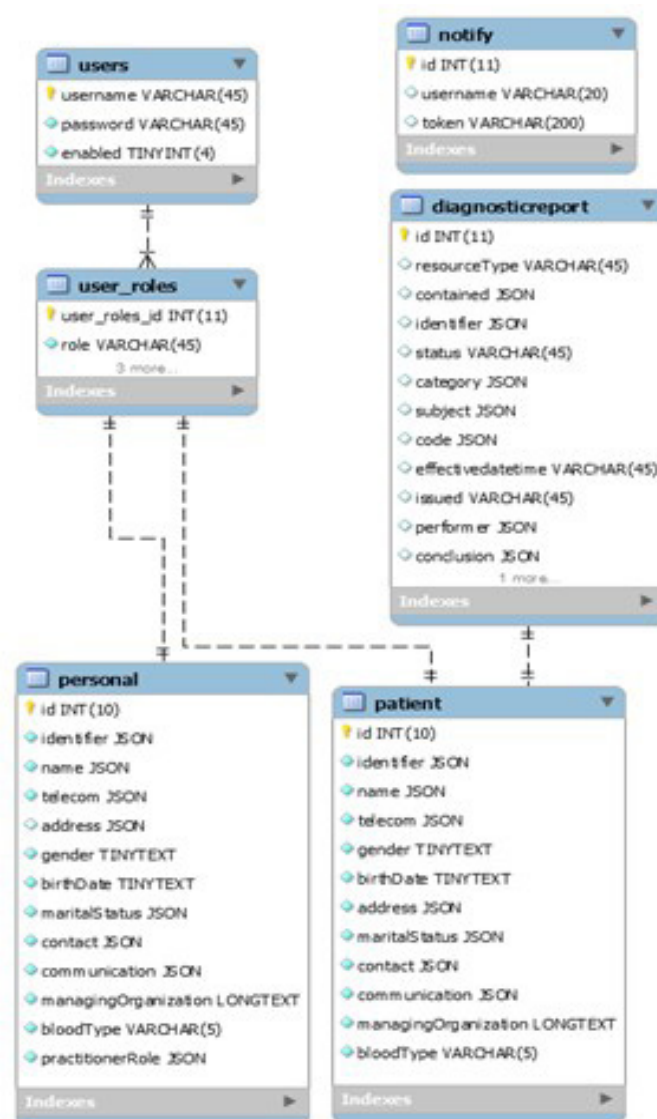 users
username VARCHAR(45)
password VARCHAR(45)
enabled TINYINT(4)
Indexes
notify
id INT(11)
username VARCHAR(20)
token VARCHAR(200)
Indexes
user_roles
user_roles_id INT(11)
role VARCHAR(45)
3 more...
Indexes
diagnosticreport
id INT(11)
resourceType VARCHAR(45)
contained JSON
identifier JSON
status VARCHAR(45)
category JSON
subject JSON
code JSON
effectivedatetime VARCHAR(45)
issued VARCHAR(45)
performer JSON
conclusion JSON
1 more...
Indexes
personal
id INT(10)
identifier JSON
name JSON
telecom JSON
address JSON
gender TINYTEXT
birthDate TINYTEXT
maritalStatus JSON
contact JSON
communication JSON
managingOrganization LONGTEXT
bloodType VARCHAR(5)
practitionerRole JSON
Indexes
patient
id INT(10)
identifier JSON
name JSON
telecom JSON
gender TINYTEXT
birthDate TINYTEXT
address JSON
maritalStatus JSON
contact JSON
communication JSON
managingOrganization LONGTEXT
bloodType VARCHAR(5)
Indexes